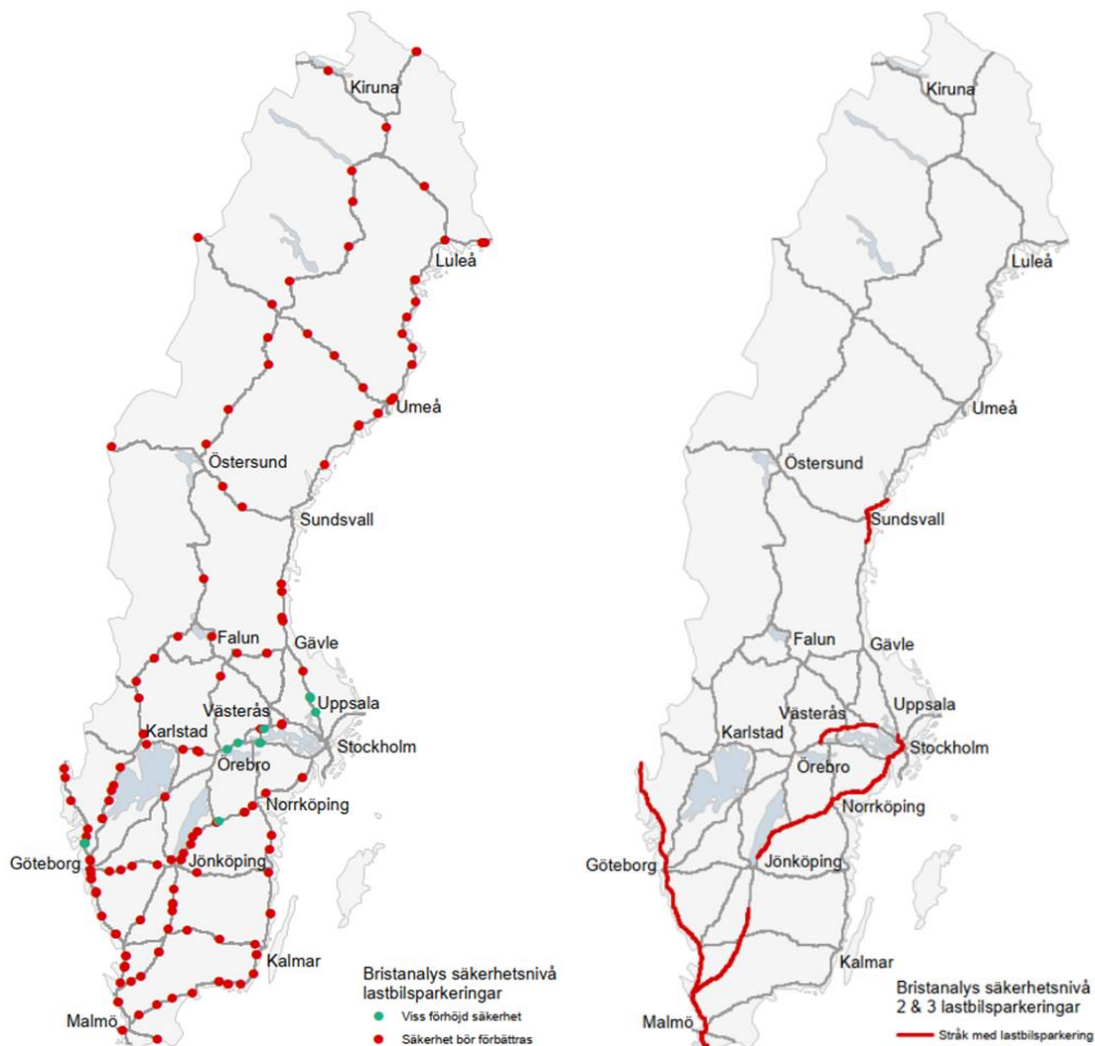 Kiruna
Luleå
Umeå
Östersund
Sundsvall
Falun
Gävle
Uppsala
Västerås
Karlstad
Stockholm
Örebro
Norrköping
Göteborg
Jönköping
Kalmar
Malmö
Bristanalys säkerhetsnivå
lastbilsparkeringar
Viss förhöjd säkerhet
Säkerhet bör förbättras
Kiruna
Luleå
Umeå
Östersund
Sundsvall
Falun
Gävle
Uppsala
Västerås
Karlstad
Stockholm
Örebro
Norrköping
Göteborg
Jönköping
Kalmar
Malmö
Bristanalys säkerhetsnivå
2 & 3 lastbilsparkeringar
Stråk med lastbilsparkering